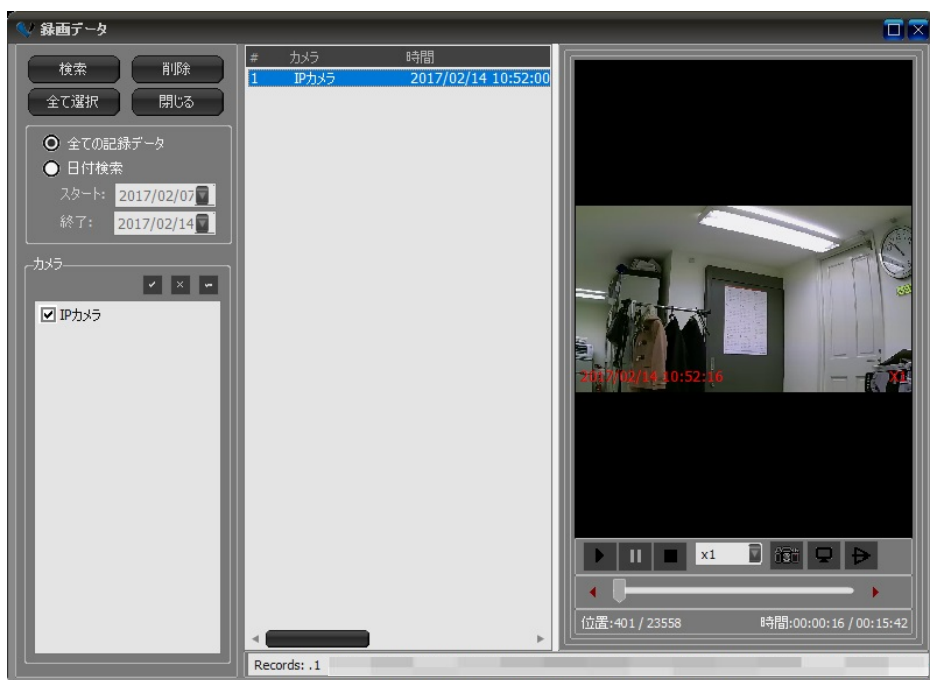 録画データ
検索 削除
全て選択 閉じる
全ての記録データ
日付検索
スタート: 2017/02/07
終了: 2017/02/14
カメラ
IPカメラ
# カメラ 時間
1 IPカメラ 2017/02/14 10:52:00
Records: .1
2017/02/14 10:52:16 X1
x1
位置:401 / 23558 時間:00:00:16 / 00:15:42